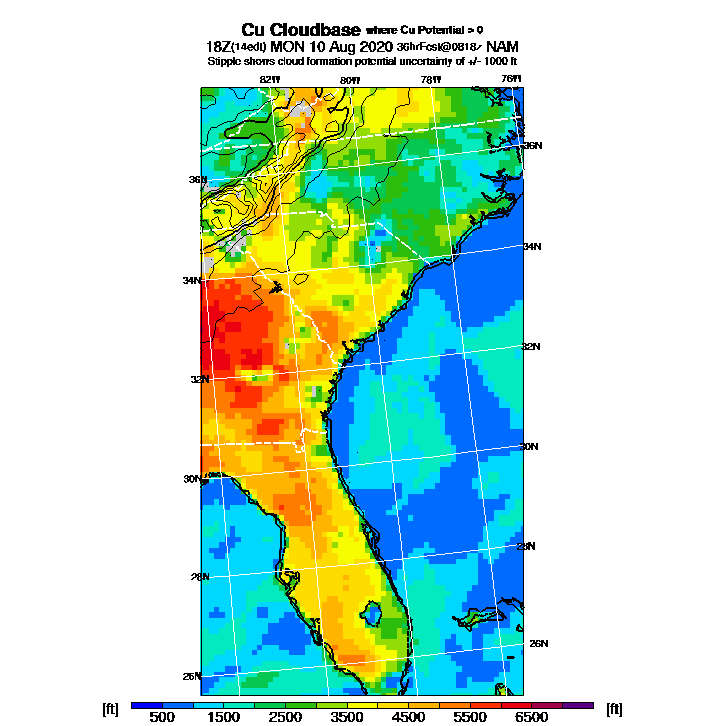 Cu Cloudbase where Cu Potential > 0
18Z(14edt) MON 10 Aug 2020 36hrFcst@0818z NAM
Stipple shows cloud formation potential uncertainty of +/- 1000 ft
82W 80W 78W 76W
36N 36N
34N 34N
32N 32N
30N 30N
28N 28N
26N 26N
[ft] 500 1500 2500 3500 4500 5500 6500 [ft]